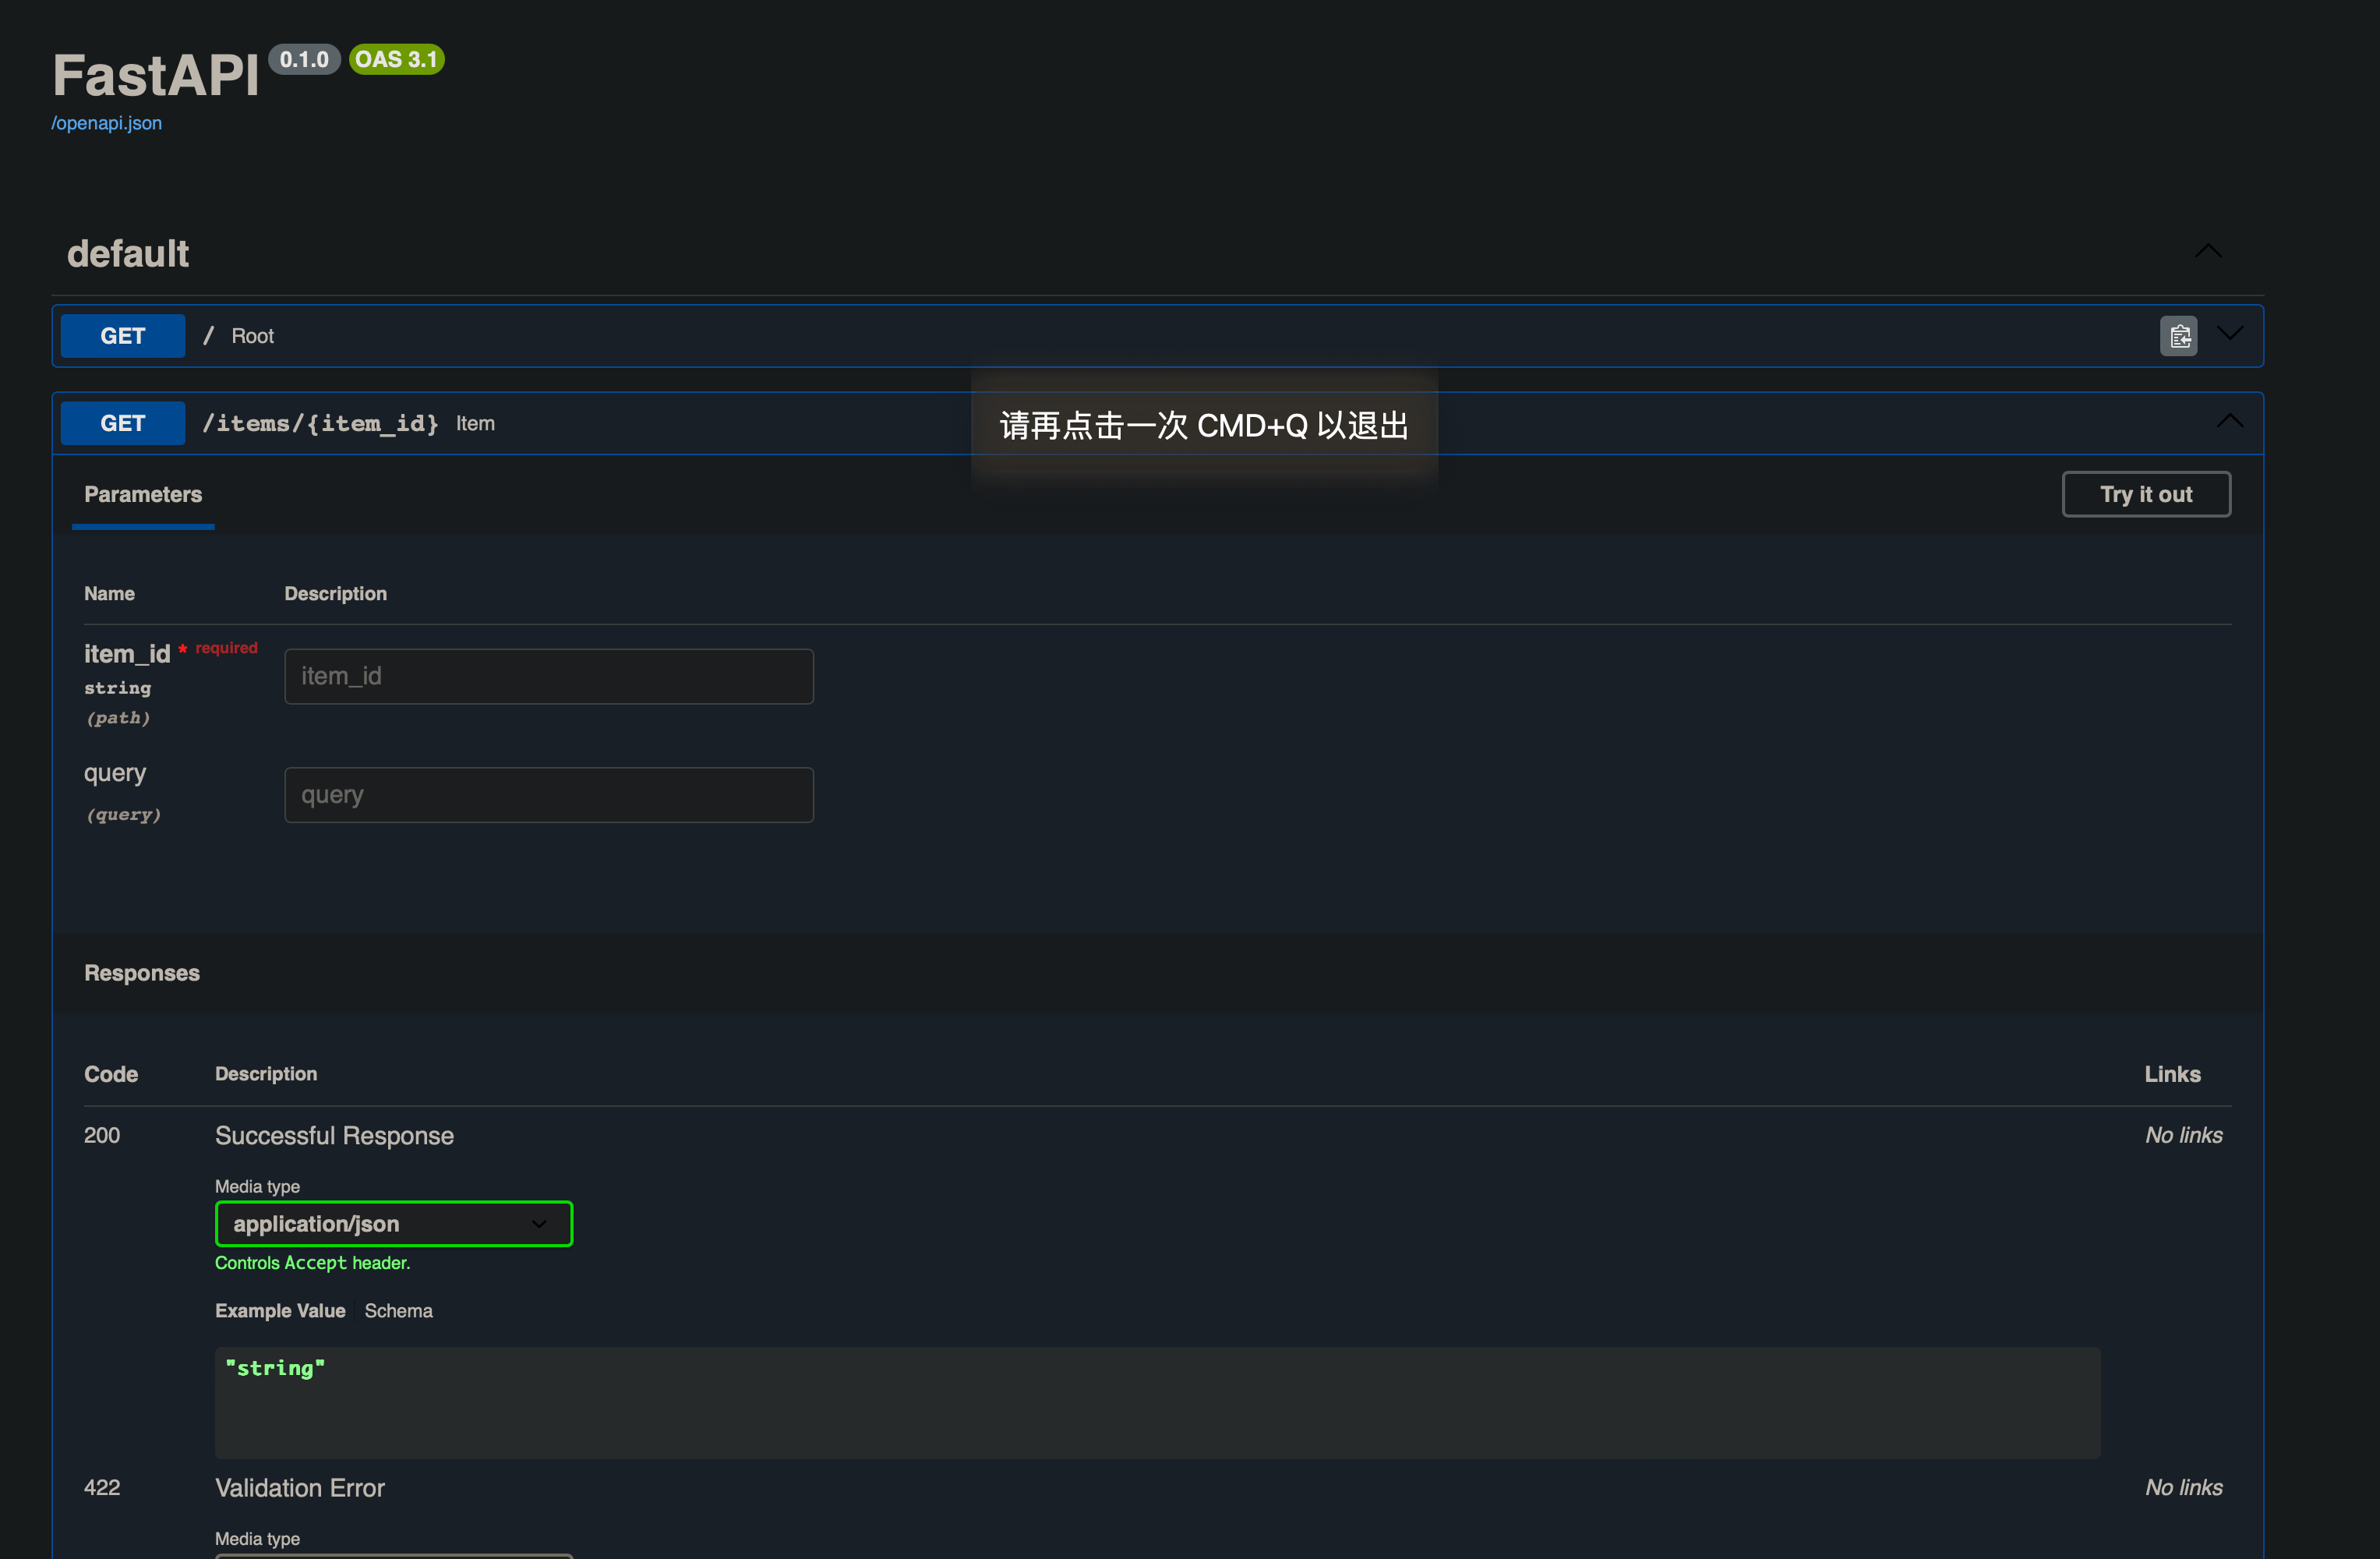 FastAPI 0.1.0 OAS 3.1
/openapi.json
default
GET / Root
GET /items/{item_id} Item
请再点击一次 CMD+Q 以退出
Parameters
Try it out
Name Description
item_id * required
string
(path)
item_id
query
(query)
query
Responses
Code Description Links
200 Successful Response No links
Media type
application/json
Controls Accept header.
Example Value Schema
"string"
422 Validation Error No links
Media type